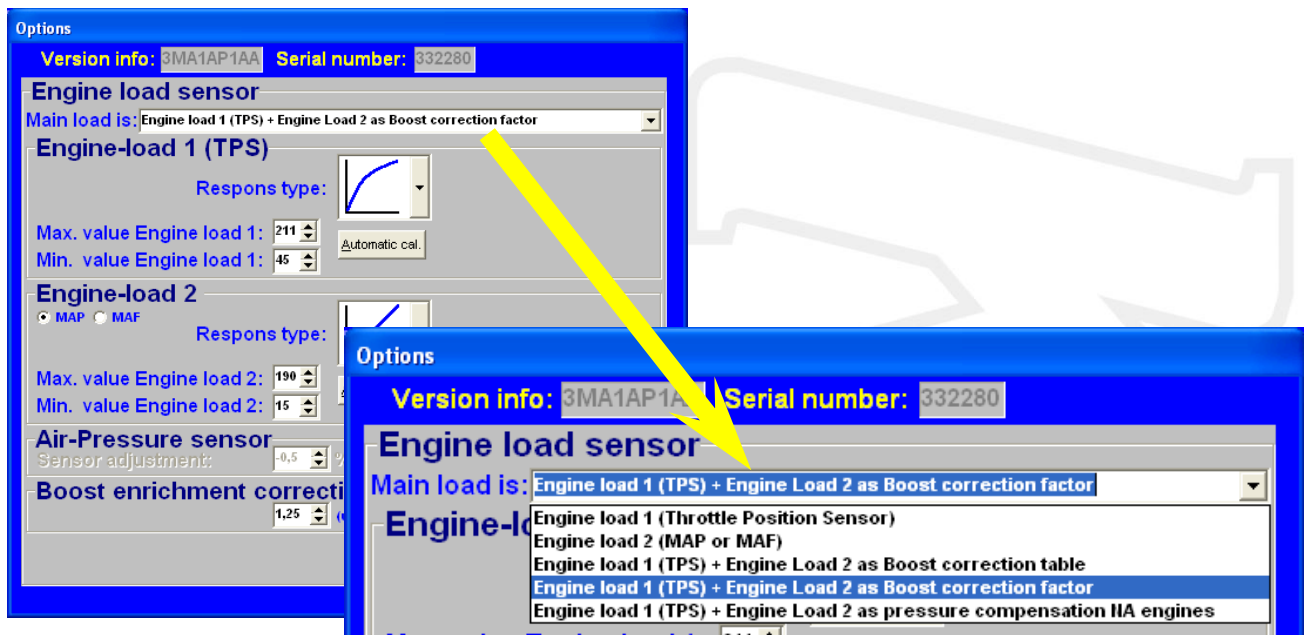 Options
Version info: 3MA1AP1AA Serial number: 332280
Engine load sensor
Main load is: Engine load 1 (TPS) + Engine Load 2 as Boost correction factor
Engine-load 1 (TPS)
Respons type:
Max. value Engine load 1: 211
Automatic cal.
Min. value Engine load 1: 45
Engine-load 2
MAP MAF
Respons type:
Max. value Engine load 2: 190
Min. value Engine load 2: 15
Air-Pressure sensor
Sensor adjustment: -0,5 %
Boost enrichment correcti
1,25
Options
Version info: 3MA1AP1A Serial number: 332280
Engine load sensor
Main load is: Engine load 1 (TPS) + Engine Load 2 as Boost correction factor
Engine-lo
Engine load 1 (Throttle Position Sensor)
Engine load 2 (MAP or MAF)
Engine load 1 (TPS) + Engine Load 2 as Boost correction table
Engine load 1 (TPS) + Engine Load 2 as Boost correction factor
Engine load 1 (TPS) + Engine Load 2 as pressure compensation NA engines